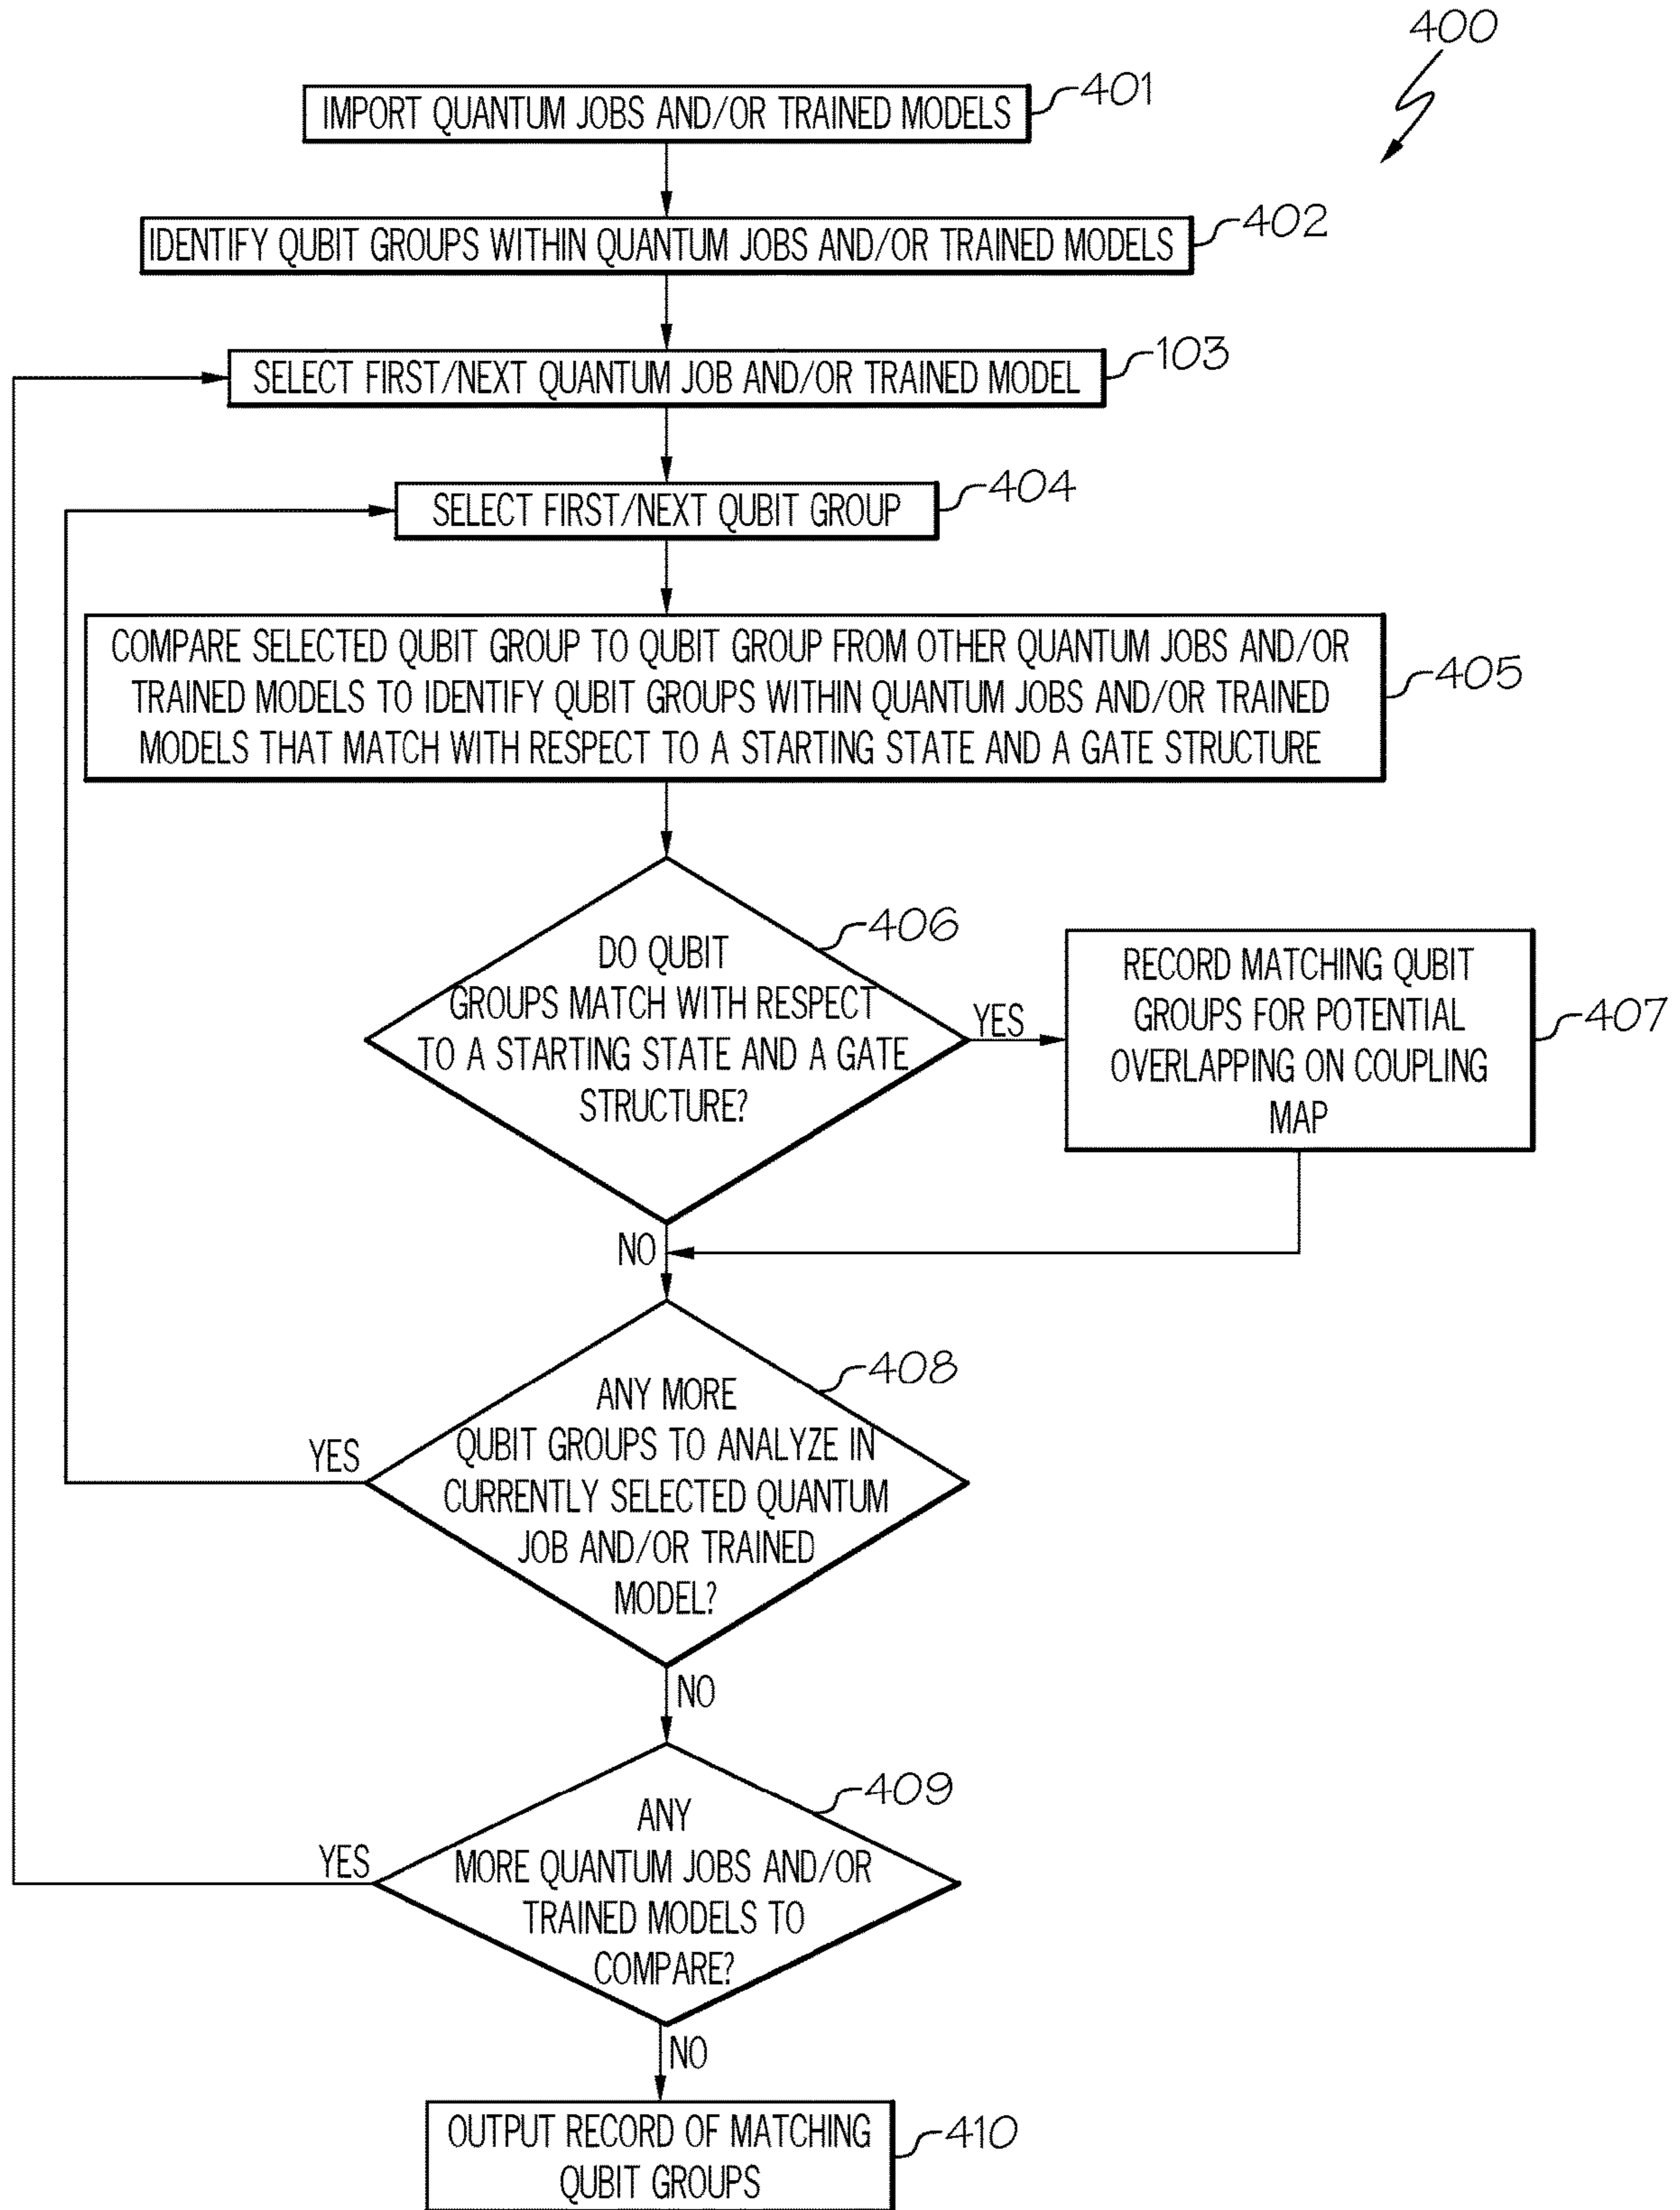 400
IMPORT QUANTUM JOBS AND/OR TRAINED MODELS
401
IDENTIFY QUBIT GROUPS WITHIN QUANTUM JOBS AND/OR TRAINED MODELS
402
SELECT FIRST/NEXT QUANTUM JOB AND/OR TRAINED MODEL
103
SELECT FIRST/NEXT QUBIT GROUP
404
COMPARE SELECTED QUBIT GROUP TO QUBIT GROUP FROM OTHER QUANTUM JOBS AND/OR
TRAINED MODELS TO IDENTIFY QUBIT GROUPS WITHIN QUANTUM JOBS AND/OR TRAINED
MODELS THAT MATCH WITH RESPECT TO A STARTING STATE AND A GATE STRUCTURE
405
DO QUBIT
GROUPS MATCH WITH RESPECT
TO A STARTING STATE AND A GATE
STRUCTURE?
406
YES
RECORD MATCHING QUBIT
GROUPS FOR POTENTIAL
OVERLAPPING ON COUPLING
MAP
407
NO
ANY MORE
QUBIT GROUPS TO ANALYZE IN
CURRENTLY SELECTED QUANTUM
JOB AND/OR TRAINED
MODEL?
408
YES
NO
ANY
MORE QUANTUM JOBS AND/OR
TRAINED MODELS TO
COMPARE?
409
YES
NO
OUTPUT RECORD OF MATCHING
QUBIT GROUPS
410